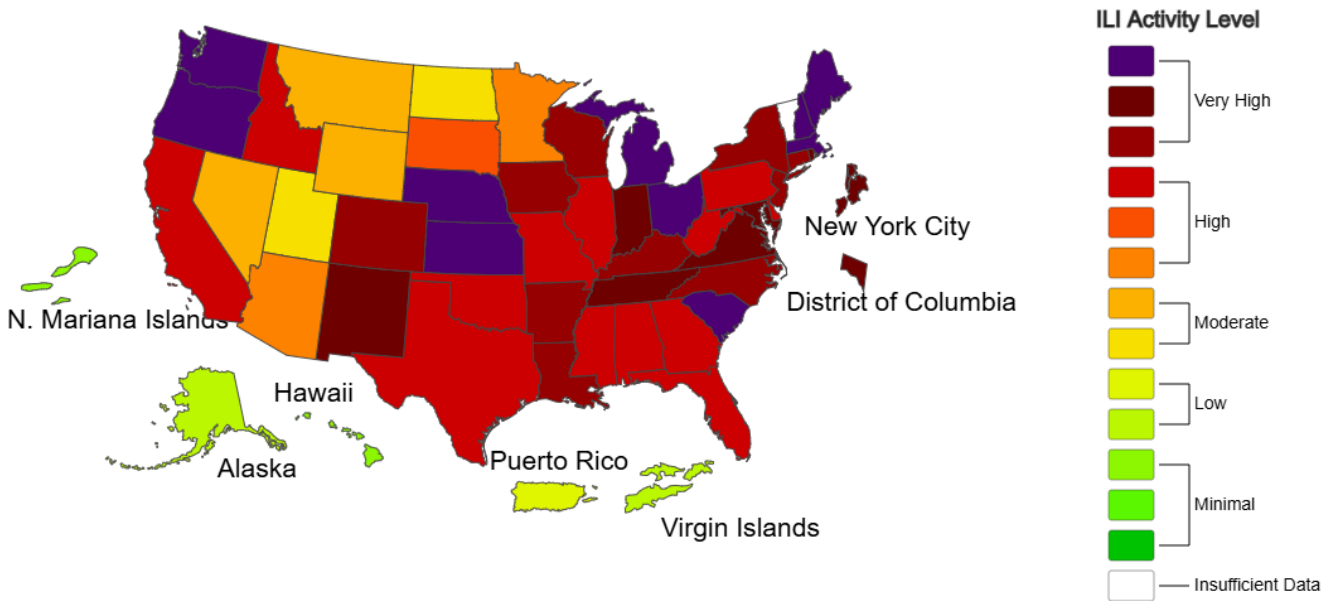 ILI Activity Level
Very High
High
Moderate
Low
Minimal
Insufficient Data
New York City
District of Columbia
N. Mariana Islands
Hawaii
Alaska
Puerto Rico
Virgin Islands